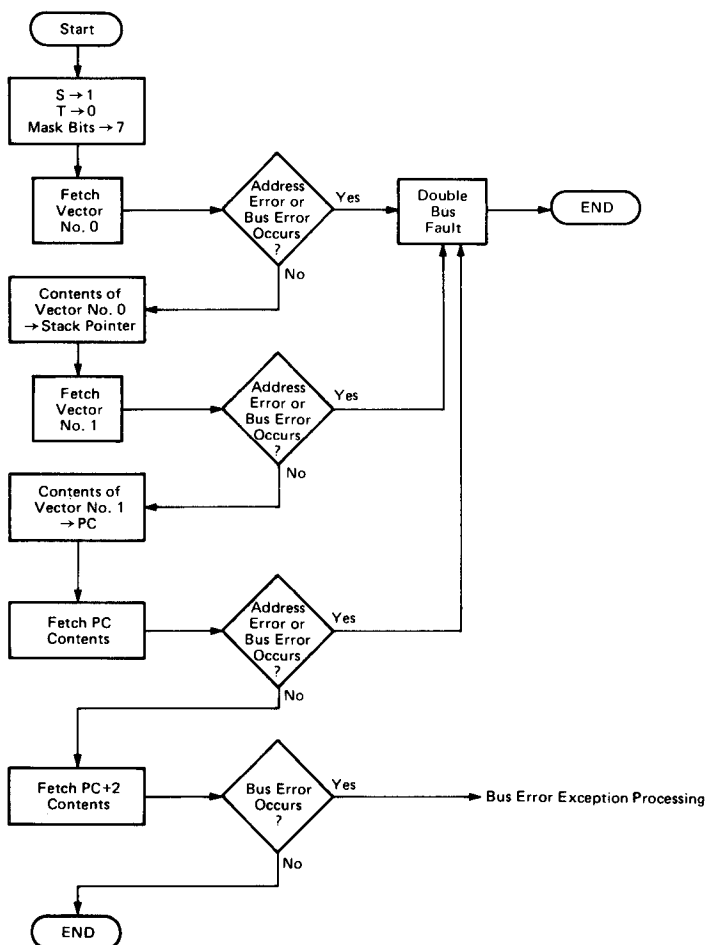 Start
S → 1
T → 0
Mask Bits → 7
Fetch
Vector
No. 0
Address
Error or
Bus Error
Occurs
?
Yes
Double
Bus
Fault
END
No
Contents of
Vector No. 0
→ Stack Pointer
Fetch
Vector
No. 1
Address
Error or
Bus Error
Occurs
?
Yes
No
Contents of
Vector No. 1
→ PC
Fetch PC
Contents
Address
Error or
Bus Error
Occurs
?
Yes
No
Fetch PC+2
Contents
Bus Error
Occurs
?
Yes
Bus Error Exception Processing
No
END